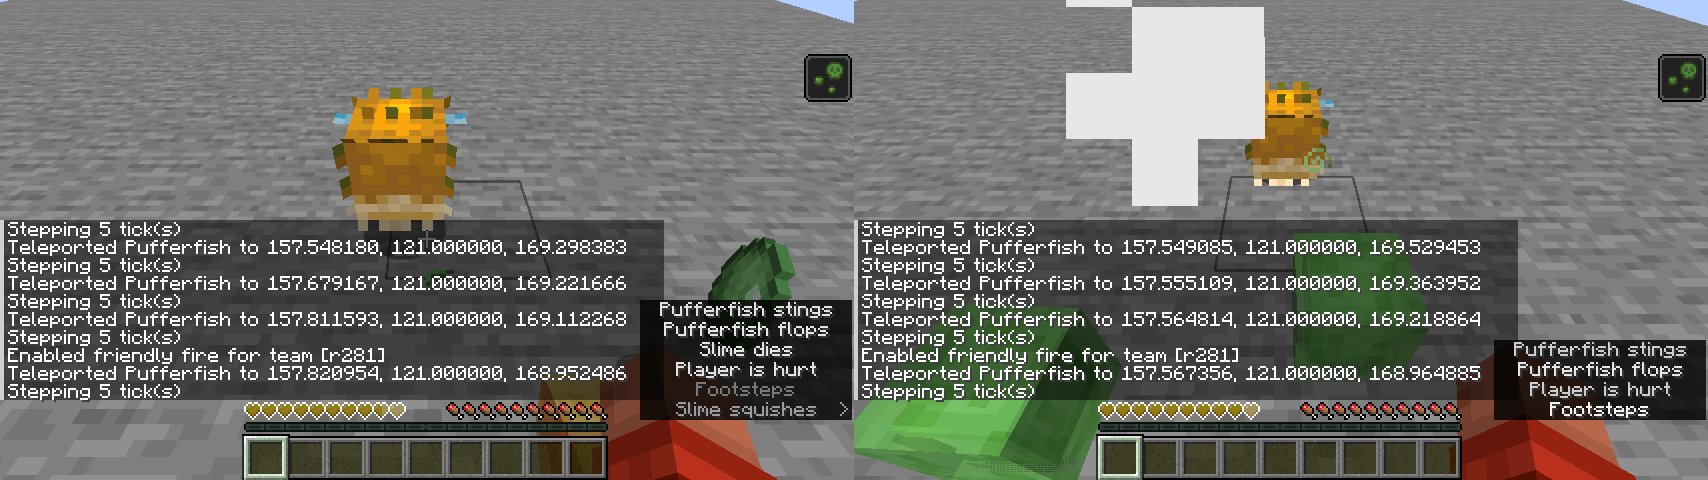 Stepping 5 tick(s)
Teleported Pufferfish to 157.548180, 121.000000, 169.298383
Stepping 5 tick(s)
Teleported Pufferfish to 157.679167, 121.000000, 169.221666
Stepping 5 tick(s)
Teleported Pufferfish to 157.811593, 121.000000, 169.112268
Stepping 5 tick(s)
Enabled friendly fire for team [r281]
Teleported Pufferfish to 157.820954, 121.000000, 168.952486
Stepping 5 tick(s)
Pufferfish stings
Pufferfish flops
Slime dies
Player is hurt
Footsteps
Slime squishes >
Stepping 5 tick(s)
Teleported Pufferfish to 157.549085, 121.000000, 169.529453
Stepping 5 tick(s)
Teleported Pufferfish to 157.555109, 121.000000, 169.363952
Stepping 5 tick(s)
Teleported Pufferfish to 157.564814, 121.000000, 169.218864
Stepping 5 tick(s)
Enabled friendly fire for team [r281]
Teleported Pufferfish to 157.567356, 121.000000, 168.964885
Stepping 5 tick(s)
Pufferfish stings
Pufferfish flops
Player is hurt
Footsteps